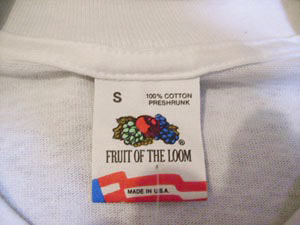 S
100% COTTON
PRESHRUNK
FRUIT OF THE LOOM
MADE IN U.S.A.